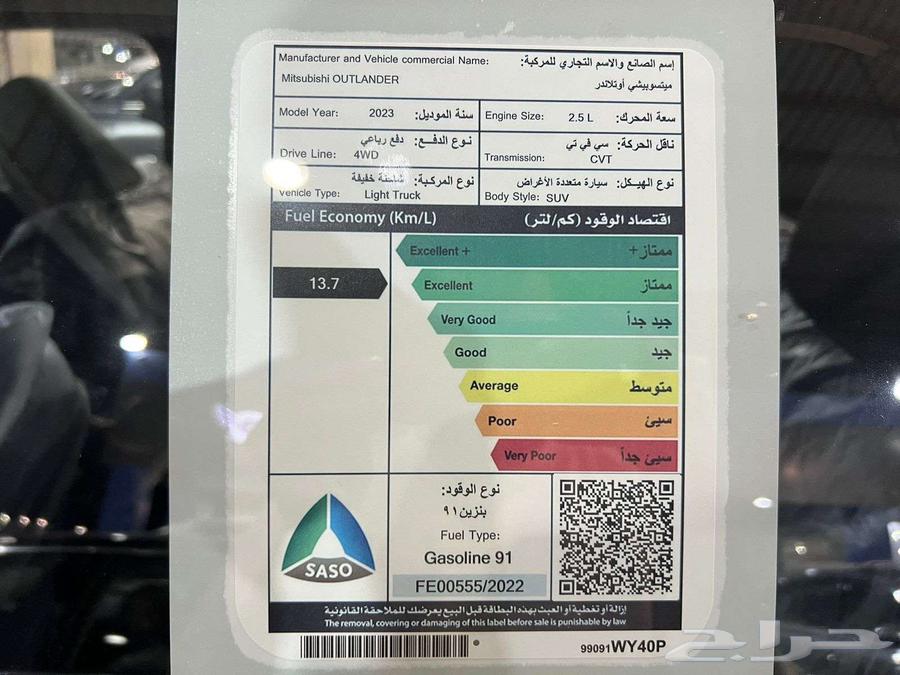 Manufacturer and Vehicle commercial Name: إسم الصانع والاسم التجاري للمركبة:
Mitsubishi OUTLANDER ميتسوبيشي أوتلاندر
Model Year: 2023 سنة الموديل:
Engine Size: 2.5 L سعة المحرك:
نوع الدفــع: دفع رباعي
Drive Line: 4WD
ناقل الحركة: سي في تي
Transmission: CVT
نوع المركبة: شاحنة خفيفة
Vehicle Type: Light Truck
نوع الهيكل: سيارة متعددة الأغراض
Body Style: SUV
Fuel Economy (Km/L) اقتصاد الوقود (كم/لتر)
Excellent + ممتاز+
13.7
Excellent ممتاز
Very Good جيد جداً
Good جيد
Average متوسط
Poor سيئ
Very Poor سيئ جداً
SASO
نوع الوقود:
بنزين٩١
Fuel Type:
Gasoline 91
FE00555/2022
إزالة أو تغطية أو العبث بهذه البطاقة قبل البيع يعرضك للملاحقة القانونية
The removal, covering or damaging of this label before sale is punishable by law
99091WY40P
حراج